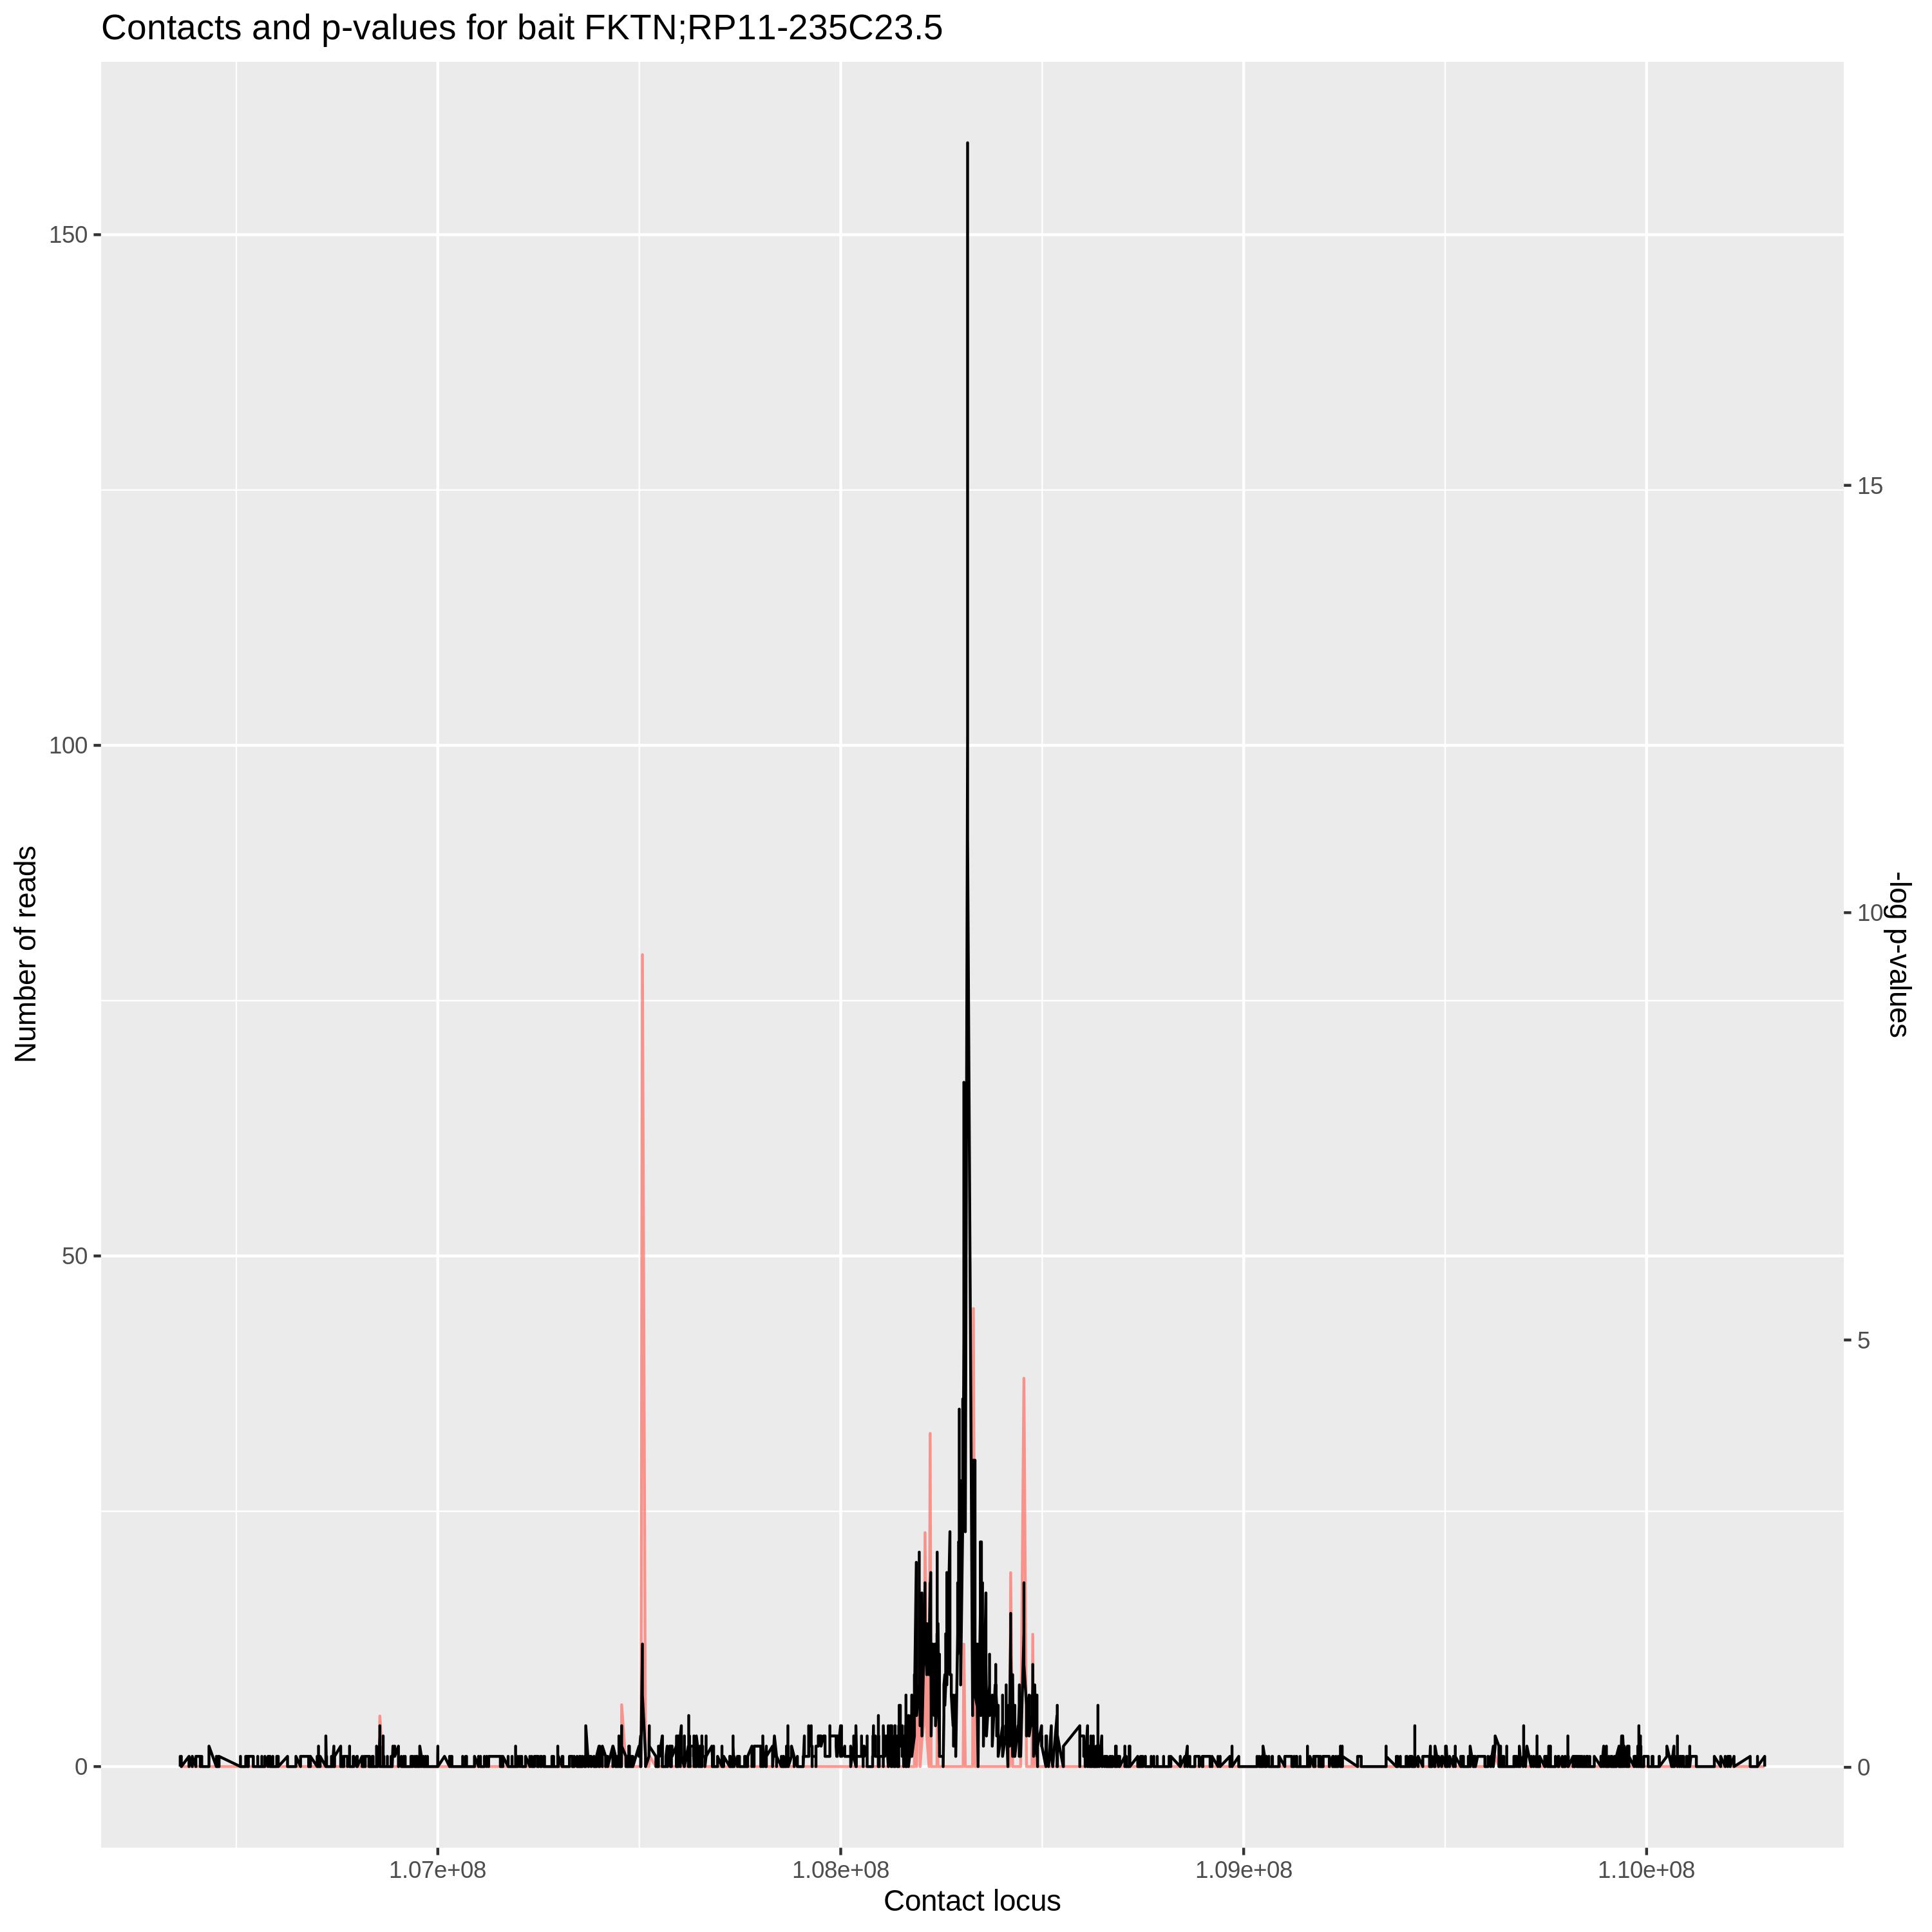 Contacts and p-values for bait FKTN;RP11-235C23.5
150
100
50
0
Number of reads
15
10
5
0
-log p-values
1.07e+08
1.08e+08
1.09e+08
1.10e+08
Contact locus